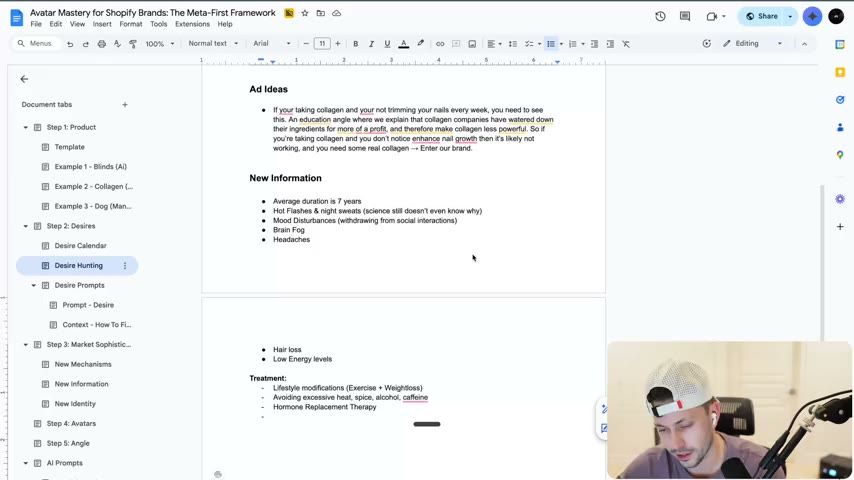 Avatar Mastery for Shopify Brands: The Meta-First Framework
File Edit View Insert Format Tools Extensions Help
Share
Menus 100% Normal text Arial 11 Editing
1 1 2 3 4 5 6 7
Document tabs
Step 1: Product
Template
Example 1 - Blinds (Ai)
Example 2 - Collagen (...
Example 3 - Dog (Man...
Step 2: Desires
Desire Calendar
Desire Hunting
Desire Prompts
Prompt - Desire
Context - How To Fi...
Step 3: Market Sophistic...
New Mechanisms
New Information
New Identity
Step 4: Avatars
Step 5: Angle
AI Prompts
Ad Ideas
● If your taking collagen and your not trimming your nails every week, you need to see
this. An education angle where we explain that collagen companies have watered down
their ingredients for more of a profit, and therefore make collagen less powerful. So if
you're taking collagen and you don't notice enhance nail growth then it's likely not
working, and you need some real collagen → Enter our brand.
New Information
● Average duration is 7 years
● Hot Flashes & night sweats (science still doesn't even know why)
● Mood Disturbances (withdrawing from social interactions)
● Brain Fog
● Headaches
● Hair loss
● Low Energy levels
Treatment:
- Lifestyle modifications (Exercise + Weightloss)
- Avoiding excessive heat, spice, alcohol, caffeine
- Hormone Replacement Therapy
-